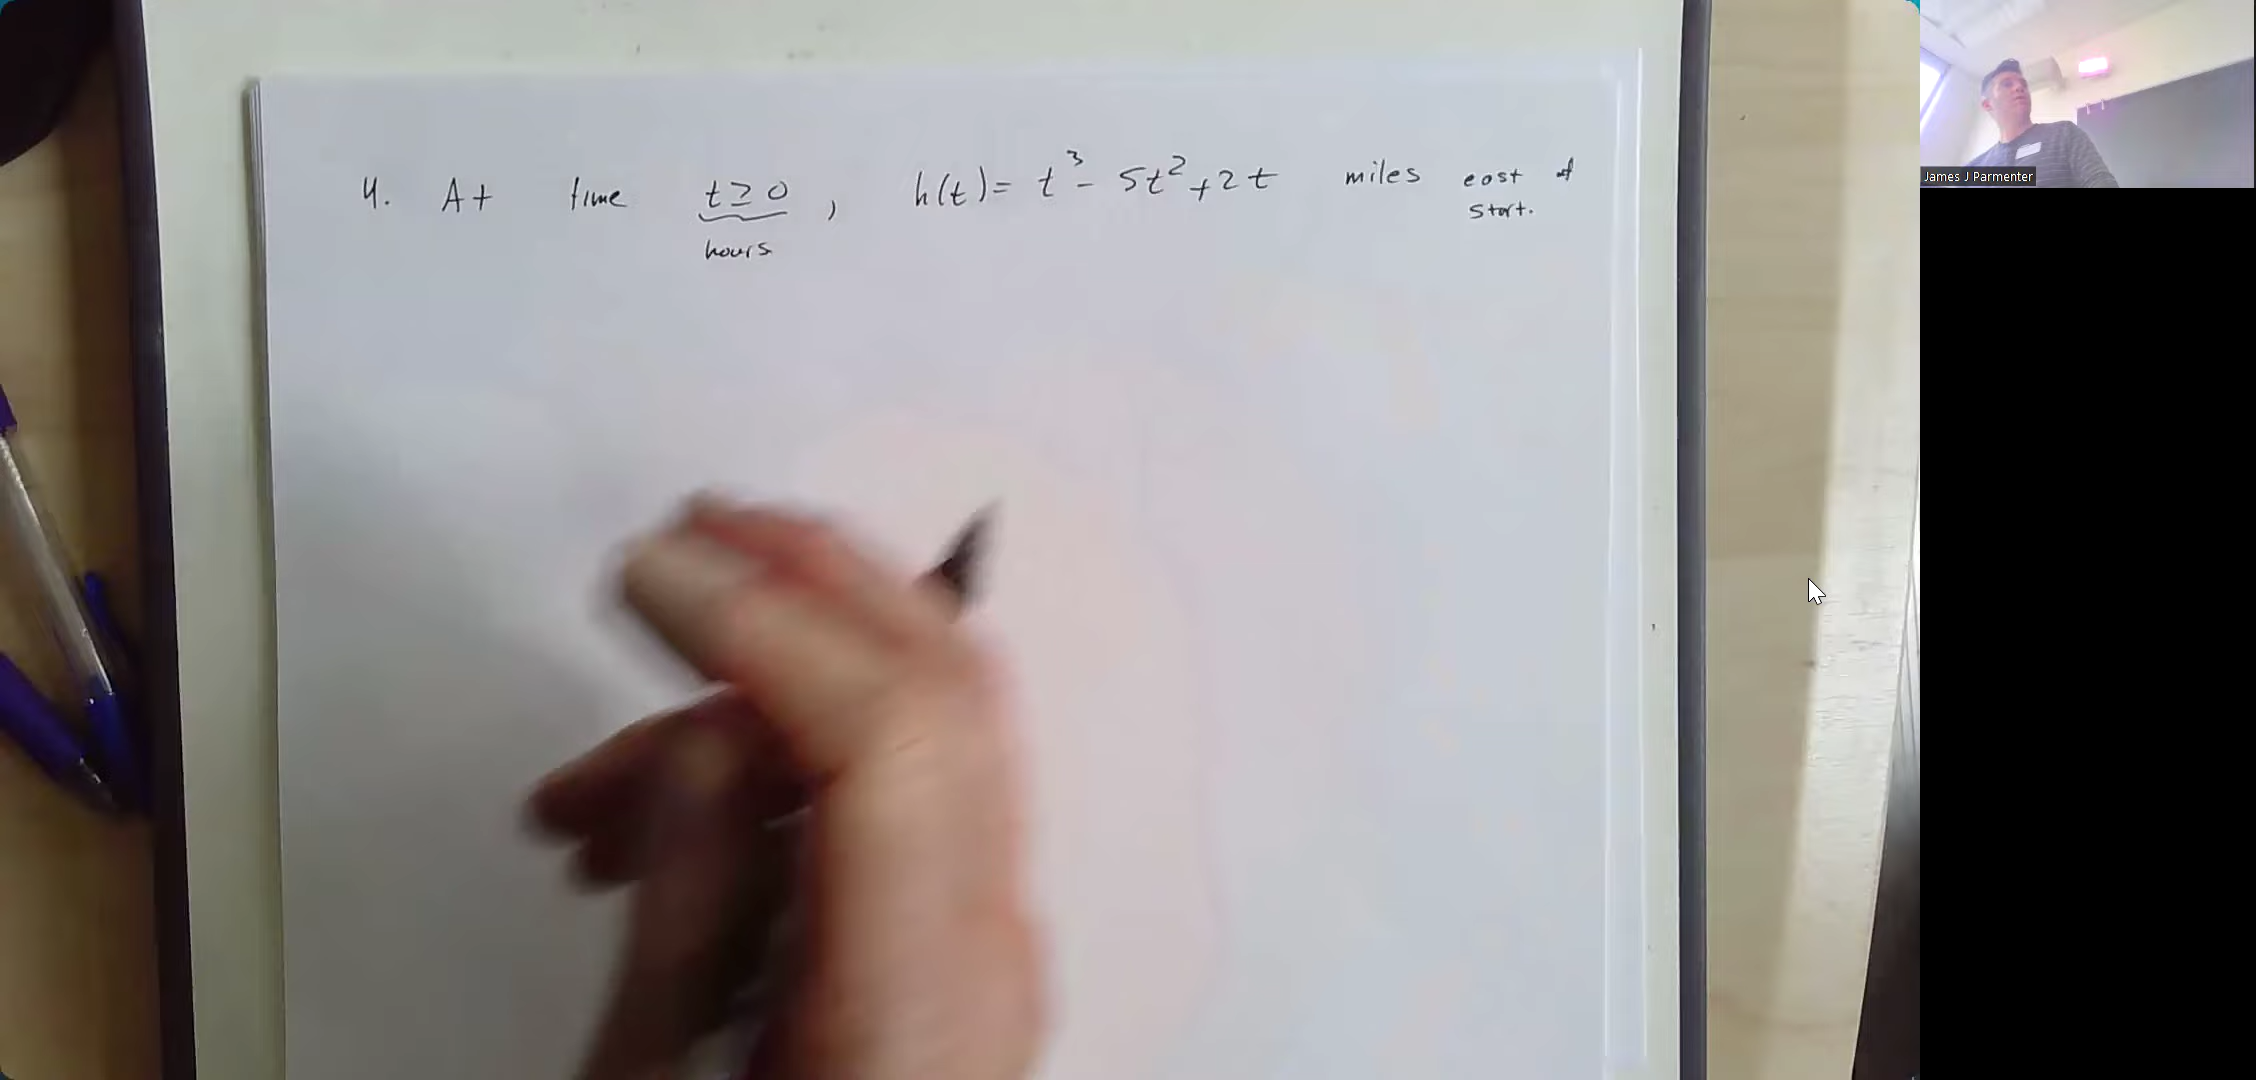 4. At time t ≥ 0, h(t) = t³ - 5t² + 2t miles east of
hours
start.
James J Parmenter